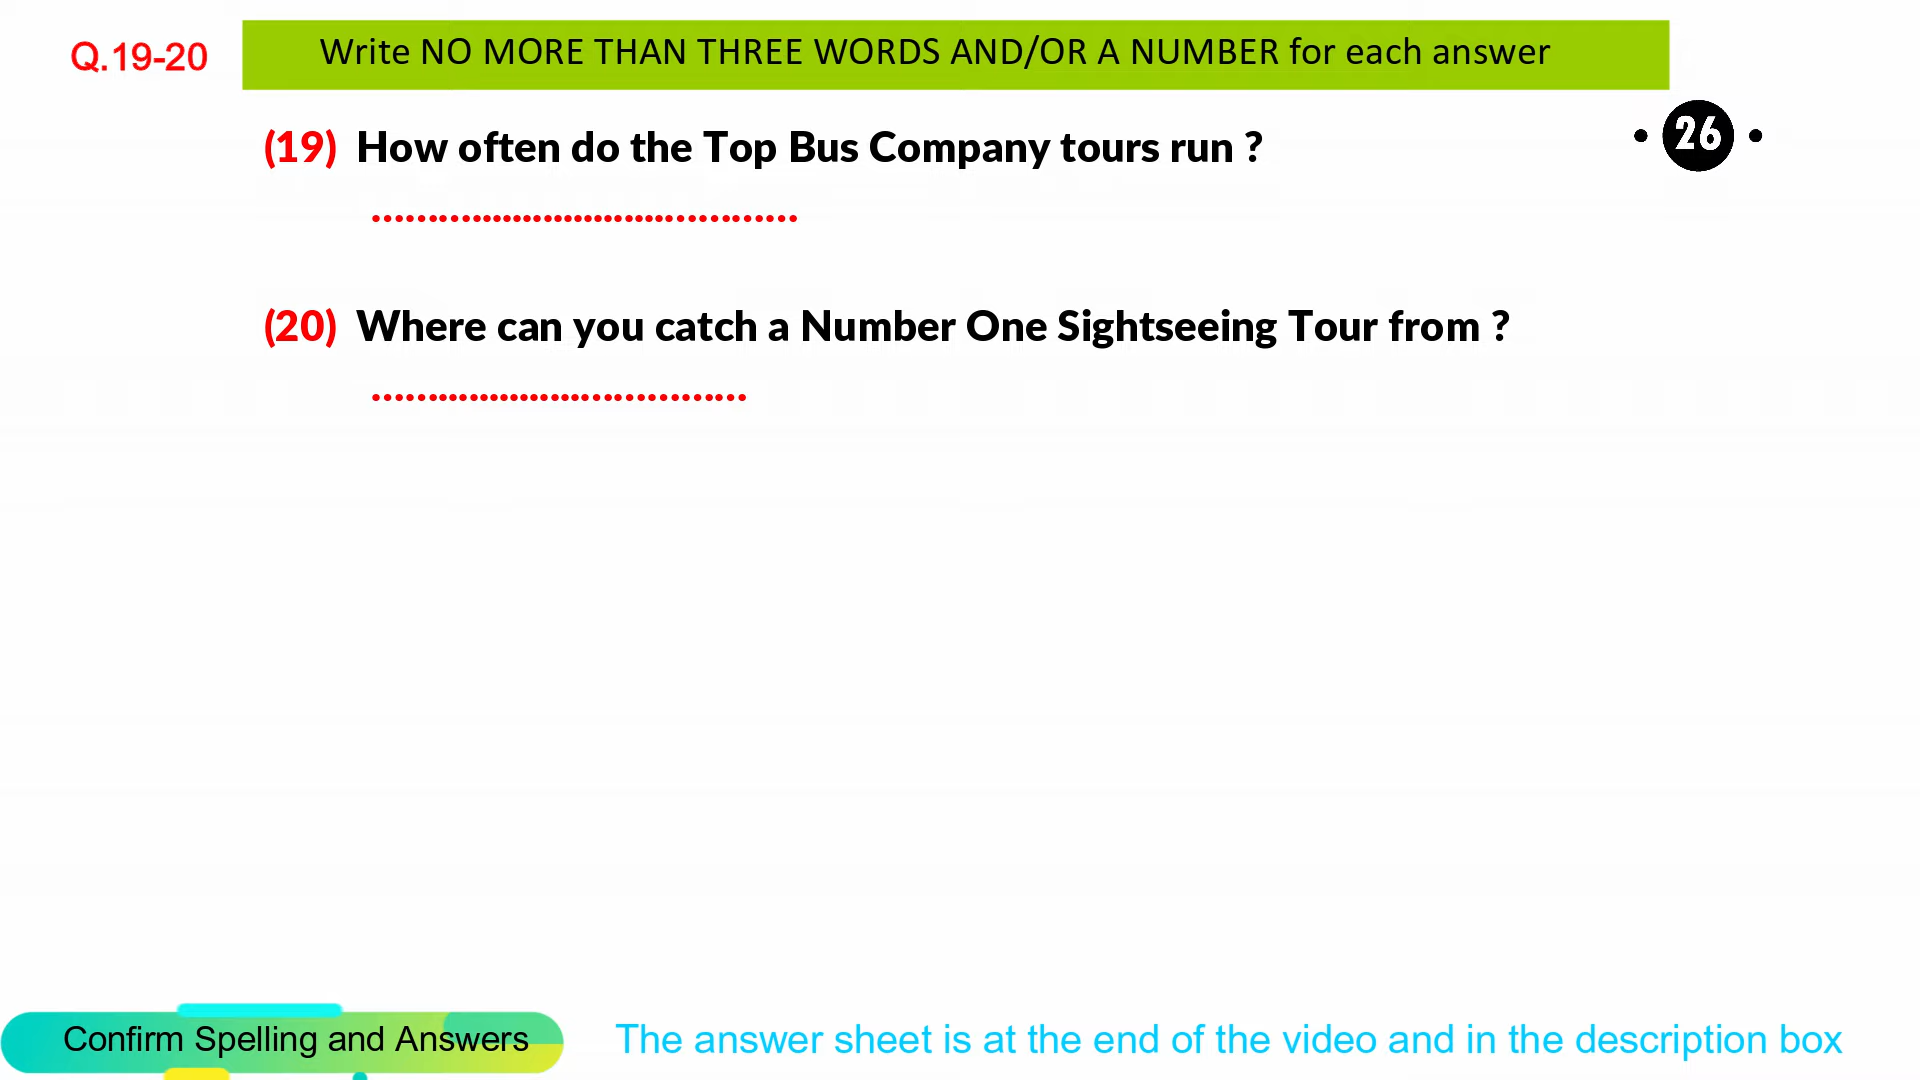 Q.19-20
Write NO MORE THAN THREE WORDS AND/OR A NUMBER for each answer
26
(19) How often do the Top Bus Company tours run ?
......................................
(20) Where can you catch a Number One Sightseeing Tour from ?
..................................
Confirm Spelling and Answers
The answer sheet is at the end of the video and in the description box